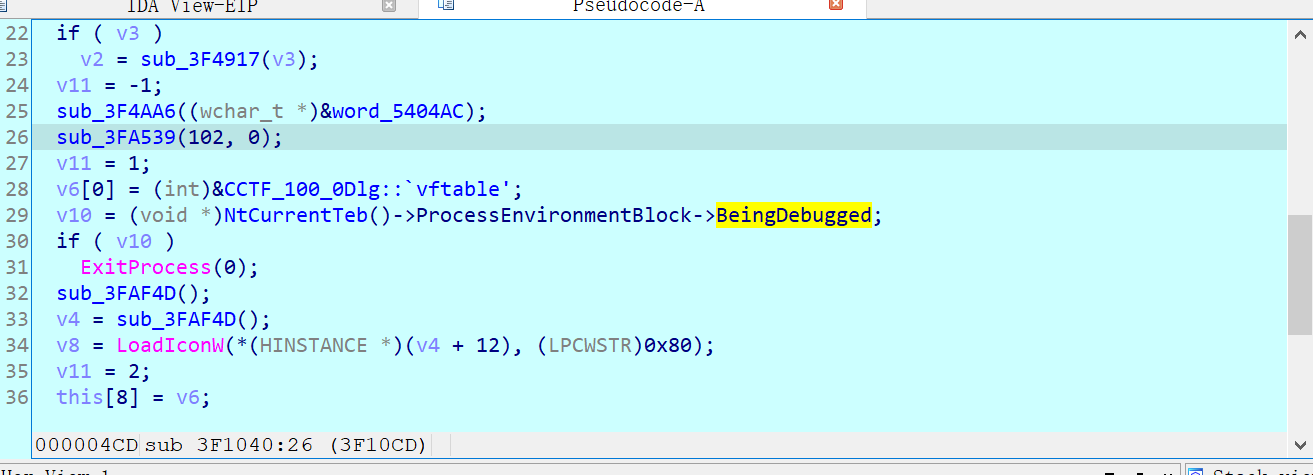 IDA View-EIP Pseudocode-A
22 if ( v3 )
23 v2 = sub_3F4917(v3);
24 v11 = -1;
25 sub_3F4AA6((wchar_t *)&word_5404AC);
26 sub_3FA539(102, 0);
27 v11 = 1;
28 v6[0] = (int)&CCTF_100_0Dlg::`vftable';
29 v10 = (void *)NtCurrentTeb()->ProcessEnvironmentBlock->BeingDebugged;
30 if ( v10 )
31 ExitProcess(0);
32 sub_3FAF4D();
33 v4 = sub_3FAF4D();
34 v8 = LoadIconW(*(HINSTANCE *)(v4 + 12), (LPCWSTR)0x80);
35 v11 = 2;
36 this[8] = v6;
000004CD sub 3F1040:26 (3F10CD)